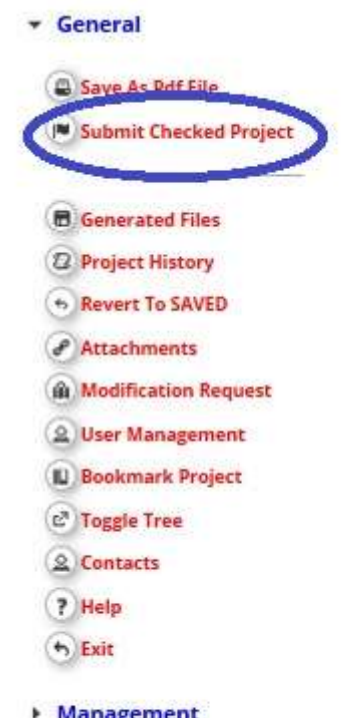 General
Save As Pdf File
Submit Checked Project
Generated Files
Project History
Revert To SAVED
Attachments
Modification Request
User Management
Bookmark Project
Toggle Tree
Contacts
? Help
Exit
Management